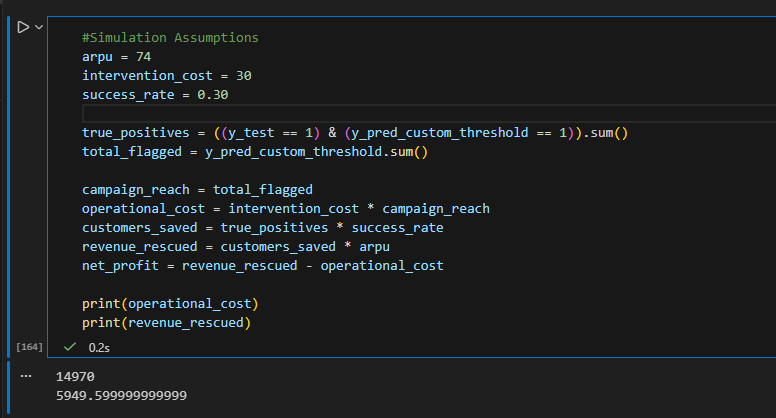 #Simulation Assumptions
arpu = 74
intervention_cost = 30
success_rate = 0.30
true_positives = ((y_test == 1) & (y_pred_custom_threshold == 1)).sum()
total_flagged = y_pred_custom_threshold.sum()
campaign_reach = total_flagged
operational_cost = intervention_cost * campaign_reach
customers_saved = true_positives * success_rate
revenue_rescued = customers_saved * arpu
net_profit = revenue_rescued - operational_cost
print(operational_cost)
print(revenue_rescued)
[164]
0.2s
...
14970
5949.599999999999